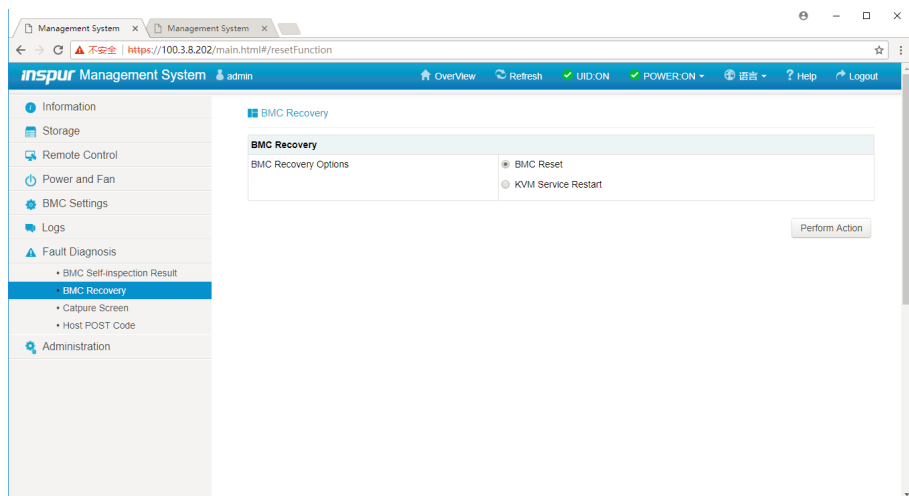 Management System
Management System
不安全 | https://100.3.8.202/main.html#/resetFunction
inspur Management System admin OverView Refresh UID:ON POWER:ON 语言 ? Help Logout
Information
Storage
Remote Control
Power and Fan
BMC Settings
Logs
Fault Diagnosis
• BMC Self-inspection Result
• BMC Recovery
• Catpure Screen
• Host POST Code
Administration
BMC Recovery
BMC Recovery
BMC Recovery Options
BMC Reset
KVM Service Restart
Perform Action